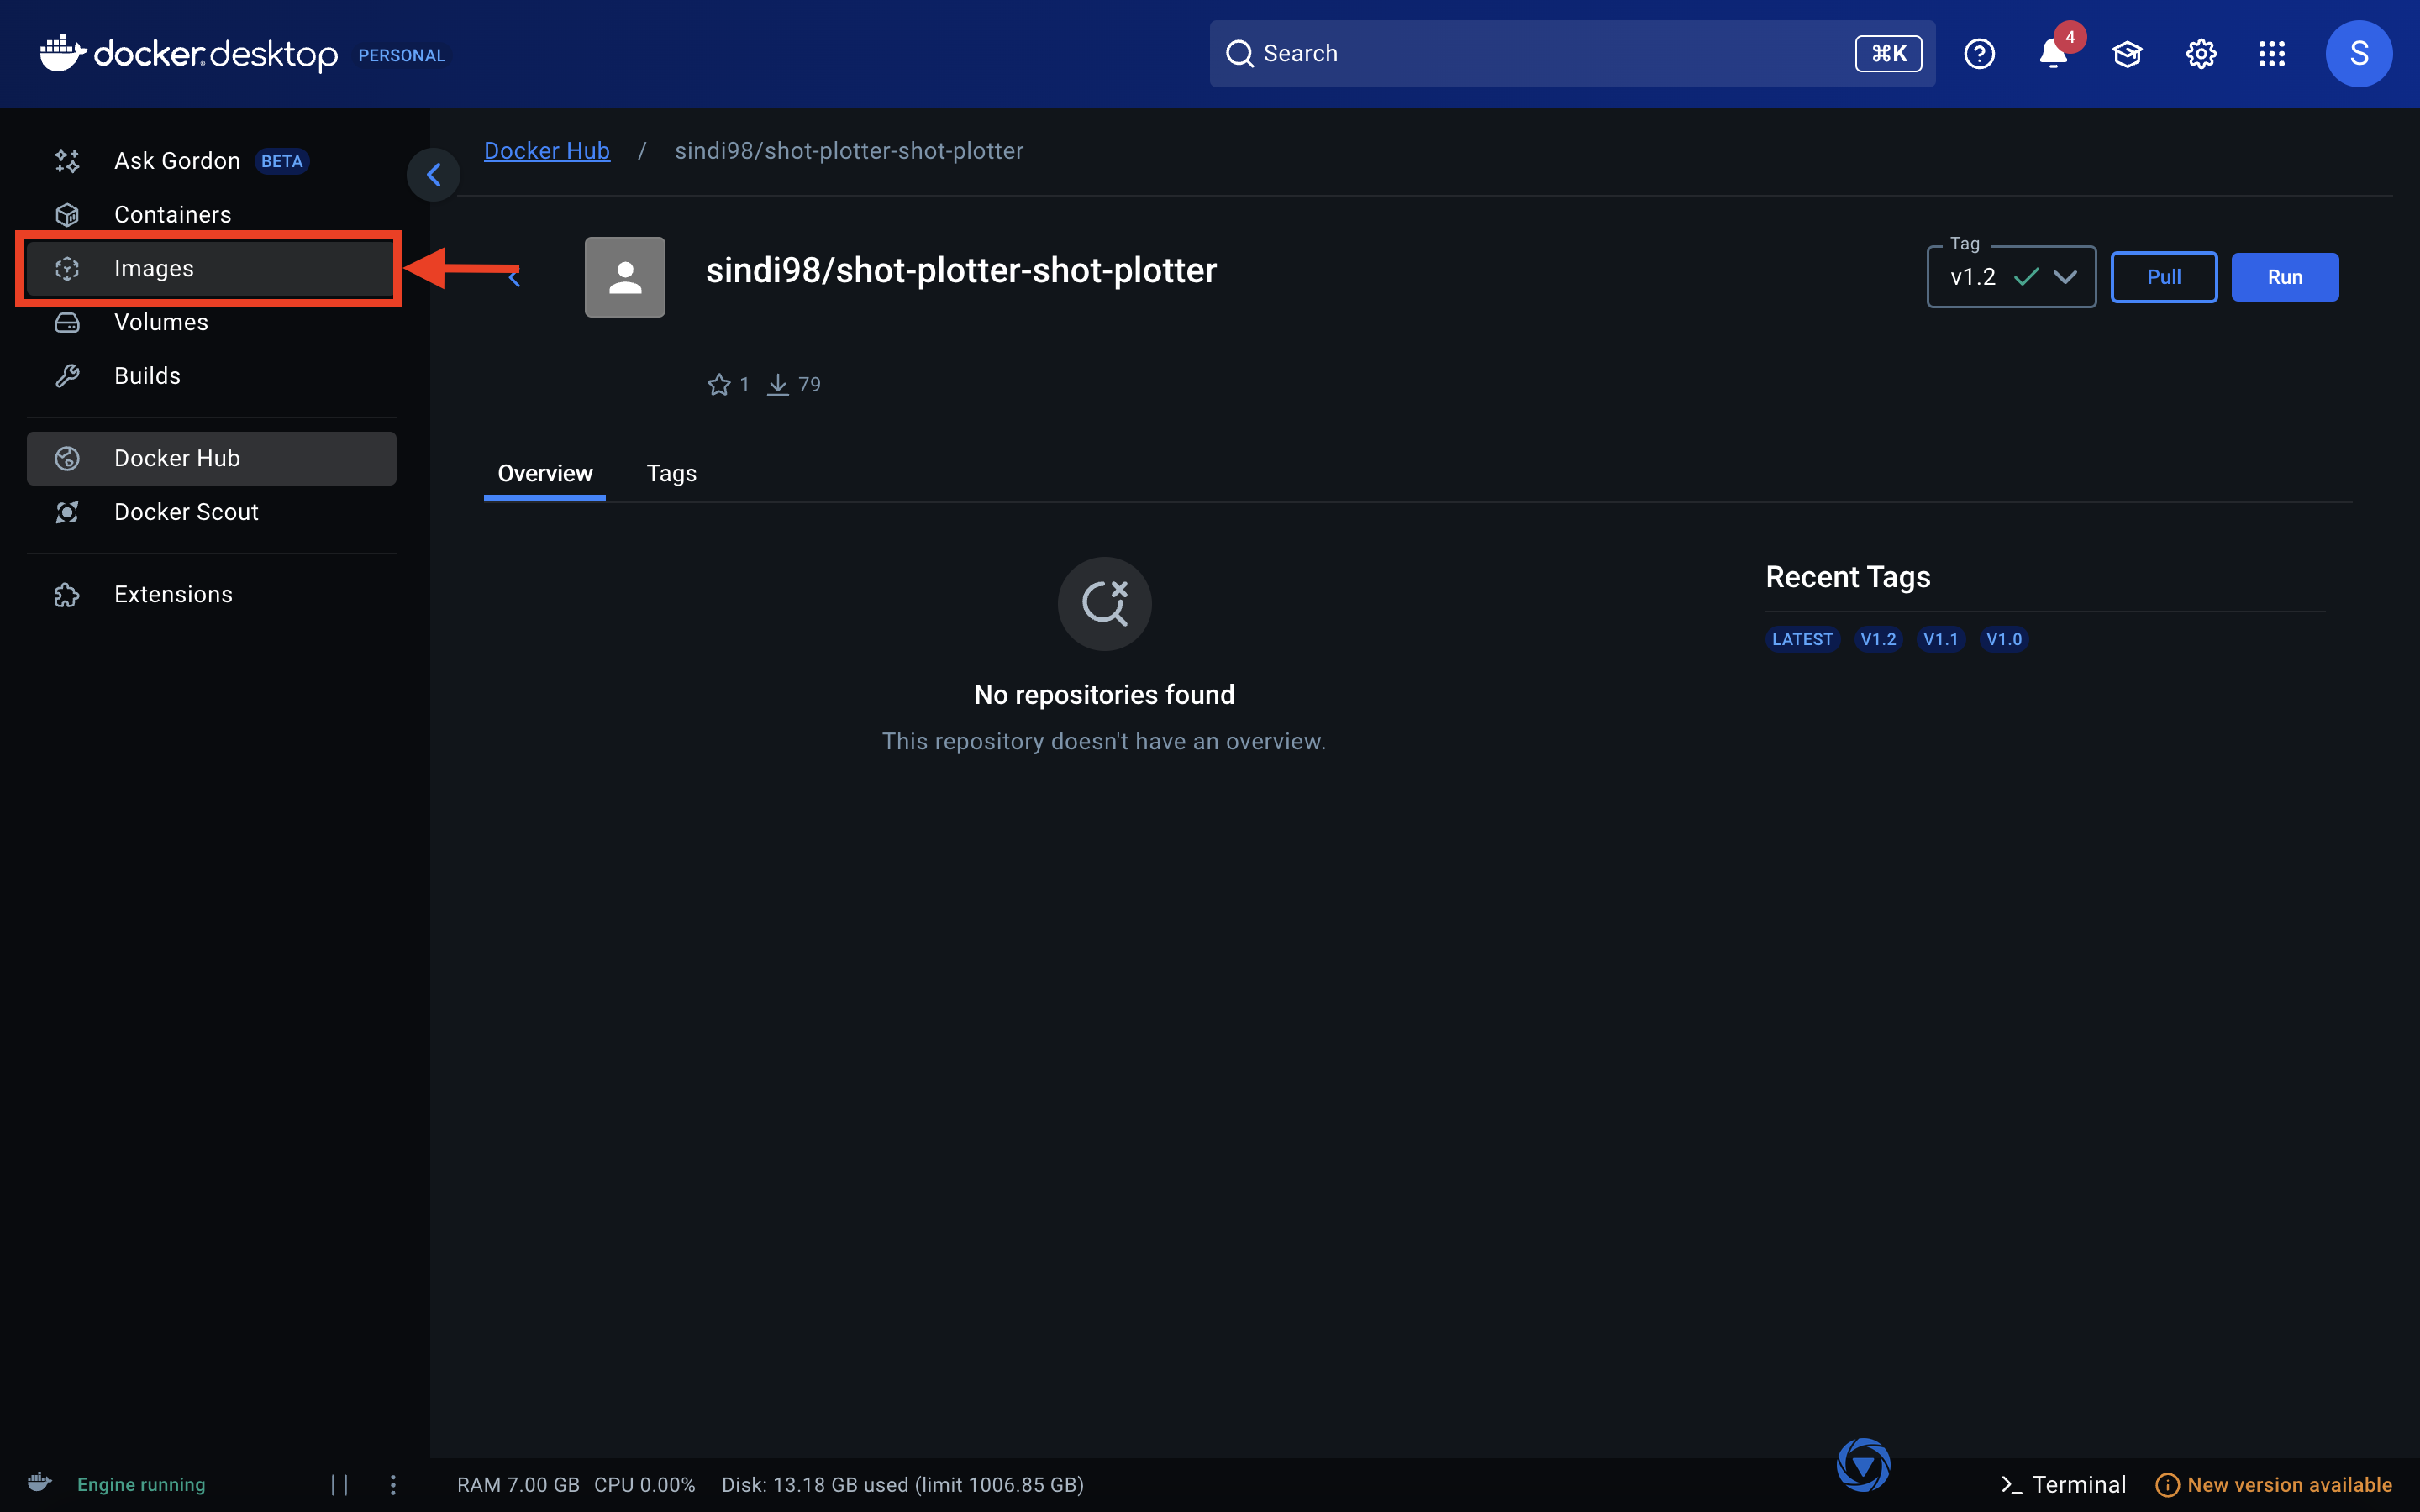 docker.desktop PERSONAL
Search
⌘K
4
S
Ask Gordon BETA
Containers
Images
Volumes
Builds
Docker Hub
Docker Scout
Extensions
Docker Hub / sindi98/shot-plotter-shot-plotter
sindi98/shot-plotter-shot-plotter
Tag
v1.2
Pull
Run
1 79
Overview Tags
No repositories found
This repository doesn't have an overview.
Recent Tags
LATEST V1.2 V1.1 V1.0
Engine running
RAM 7.00 GB CPU 0.00% Disk: 13.18 GB used (limit 1006.85 GB)
>_ Terminal
New version available